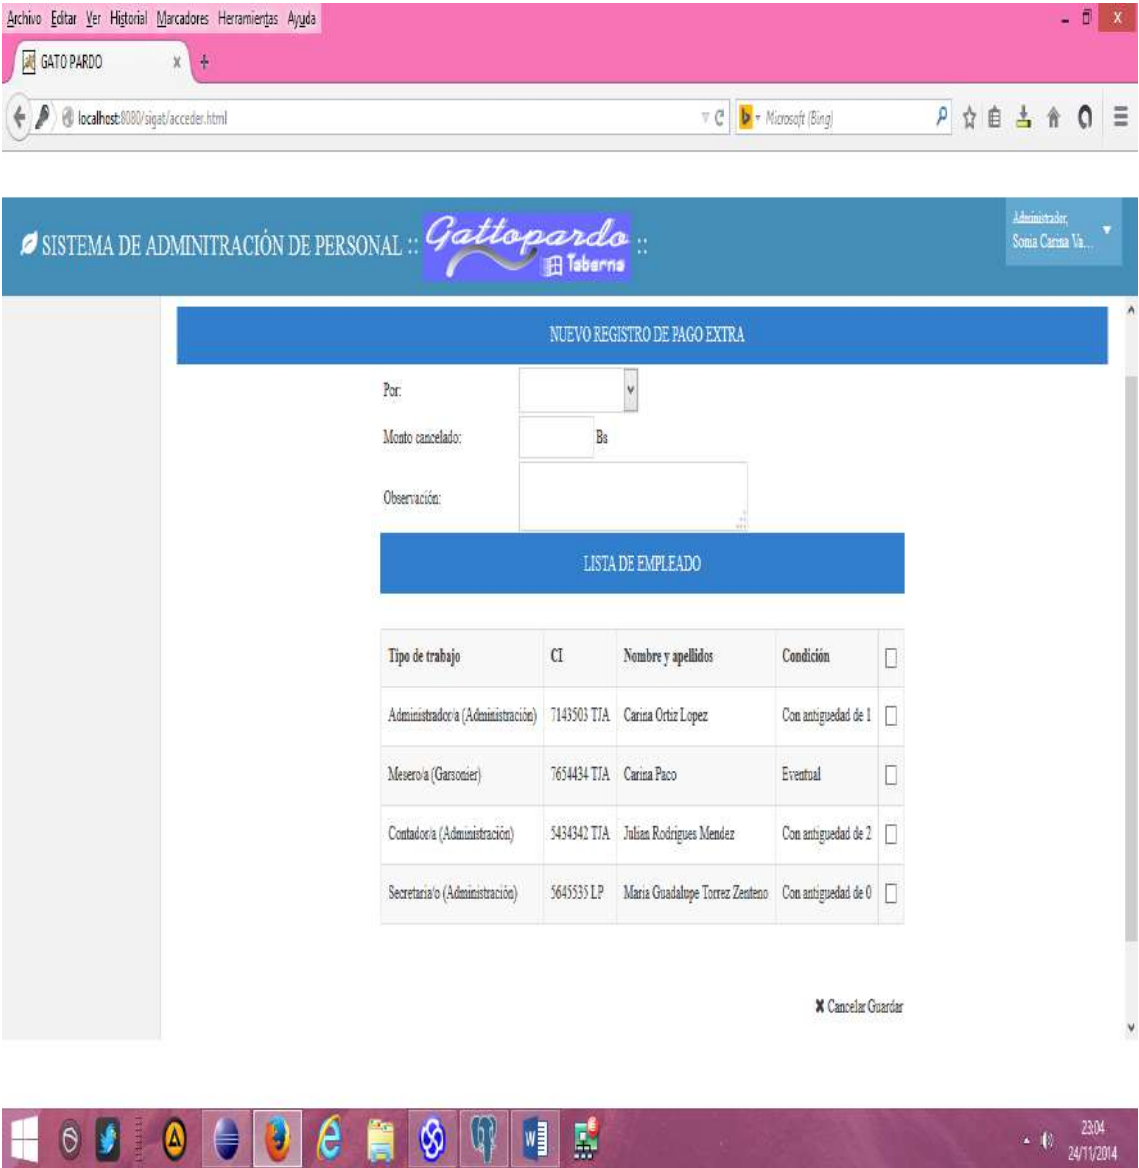 Archivo Editar Ver Historial Marcadores Herramientas Ayuda
GATO PARDO
localhost:8080/sigat/acceder.html
Microsoft (Bing)
SISTEMA DE ADMINITRACIÓN DE PERSONAL :: Gattopardo Taberna ::
Administrador,
Sonia Carina Va...
NUEVO REGISTRO DE PAGO EXTRA
Por:
Monto cancelado: Bs
Observación:
LISTA DE EMPLEADO
Tipo de trabajo CI Nombre y apellidos Condición
Administrador/a (Administración) 7143503 TJA Carina Ortiz Lopez Con antiguedad de 1
Mesero/a (Garsonier) 7654434 TJA Carina Paco Eventual
Contador/a (Administración) 5434342 TJA Julian Rodrigues Mendez Con antiguedad de 2
Secretaria/o (Administración) 5645535 LP Maria Guadalupe Torrez Zenteno Con antiguedad de 0
Cancelar Guardar
23:04
24/11/2014